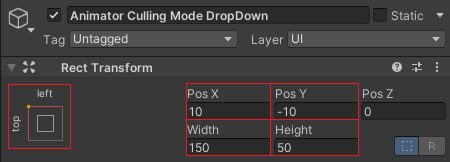 Animator Culling Mode DropDown Static
Tag Untagged Layer UI
Rect Transform
left
top
Pos X Pos Y Pos Z
10 -10 0
Width Height
150 50
R